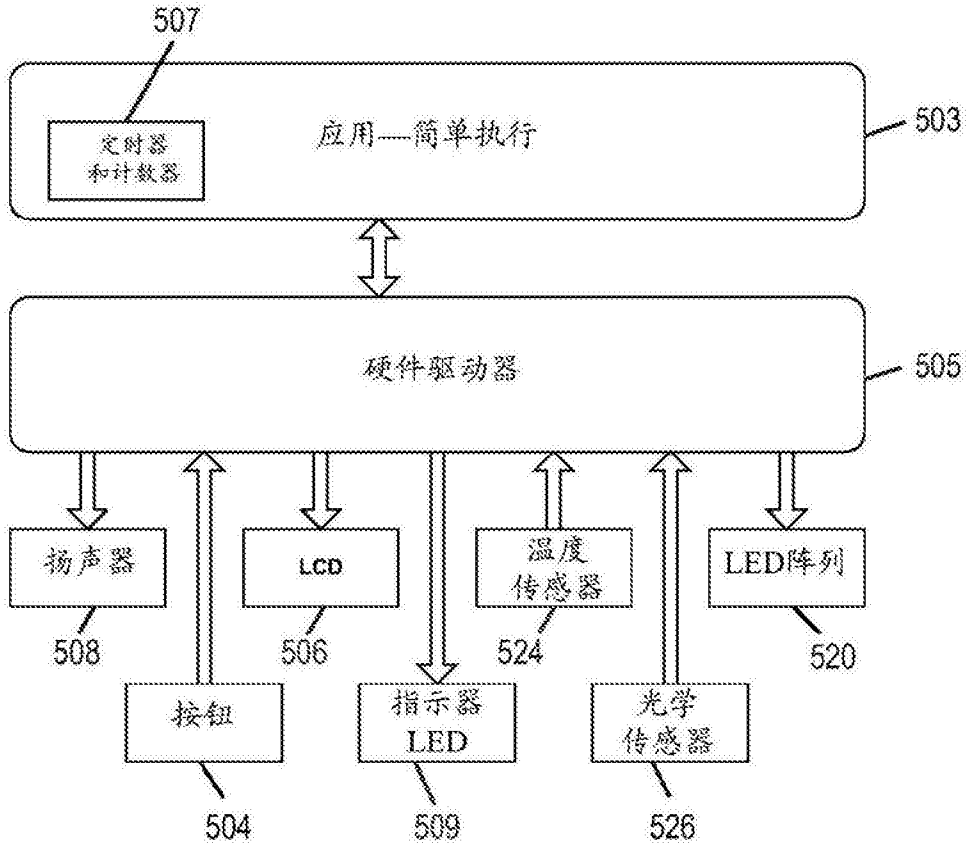 507
503
定时器
和计数器
应用—简单执行
硬件驱动器
505
扬声器
LCD
温度
传感器
LED阵列
508
506
524
520
按钮
指示器
LED
光学
传感器
504
509
526